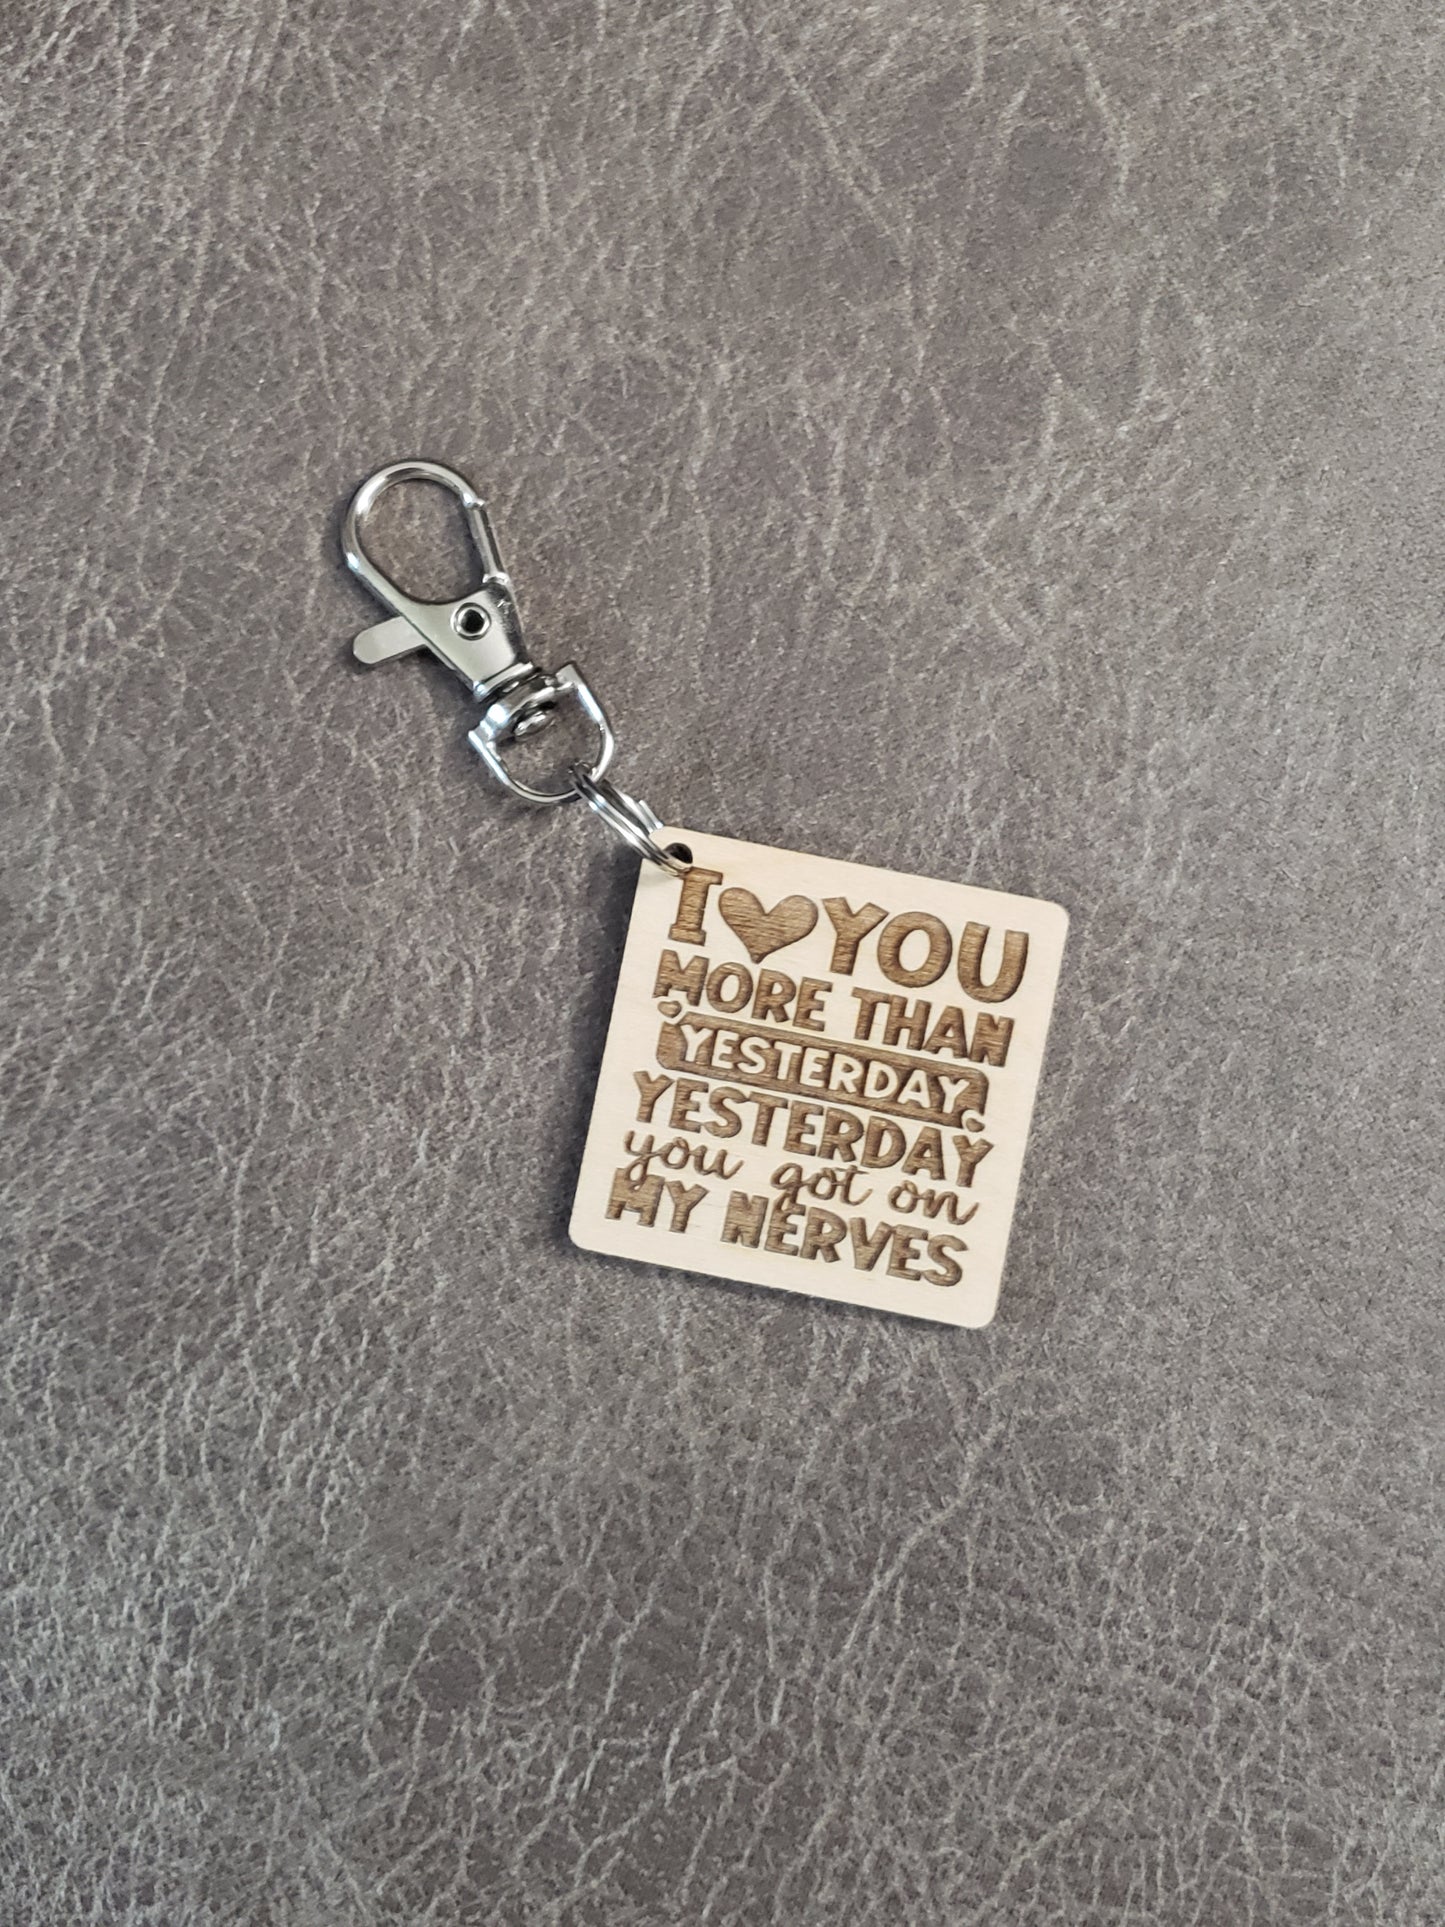 I ♥ YOU
MORE THAN
YESTERDAY
YESTERDAY
you got on
MY NERVES